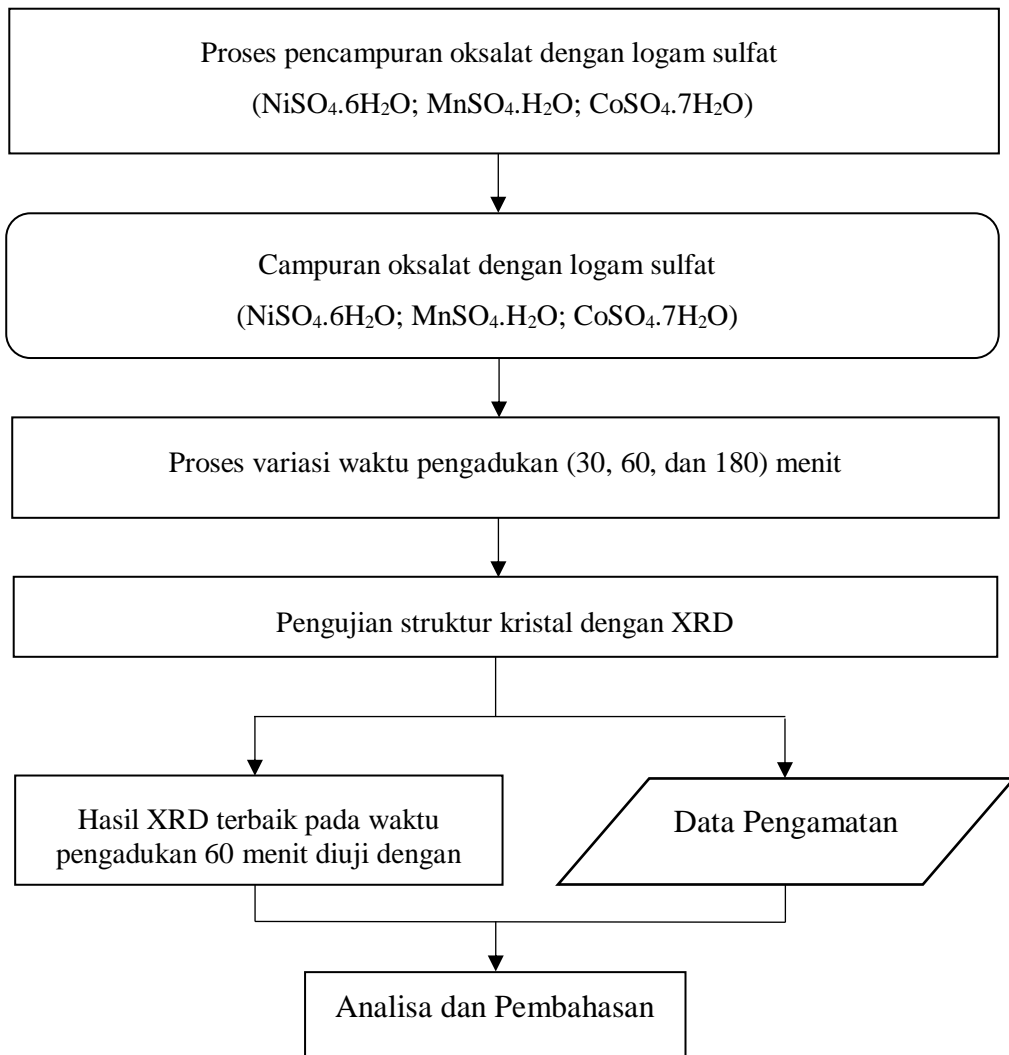 Proses pencampuran oksalat dengan logam sulfat
(NiSO₄.6H₂O; MnSO₄.H₂O; CoSO₄.7H₂O)
Campuran oksalat dengan logam sulfat
(NiSO₄.6H₂O; MnSO₄.H₂O; CoSO₄.7H₂O)
Proses variasi waktu pengadukan (30, 60, dan 180) menit
Pengujian struktur kristal dengan XRD
Hasil XRD terbaik pada waktu
pengadukan 60 menit diuji dengan
Data Pengamatan
Analisa dan Pembahasan